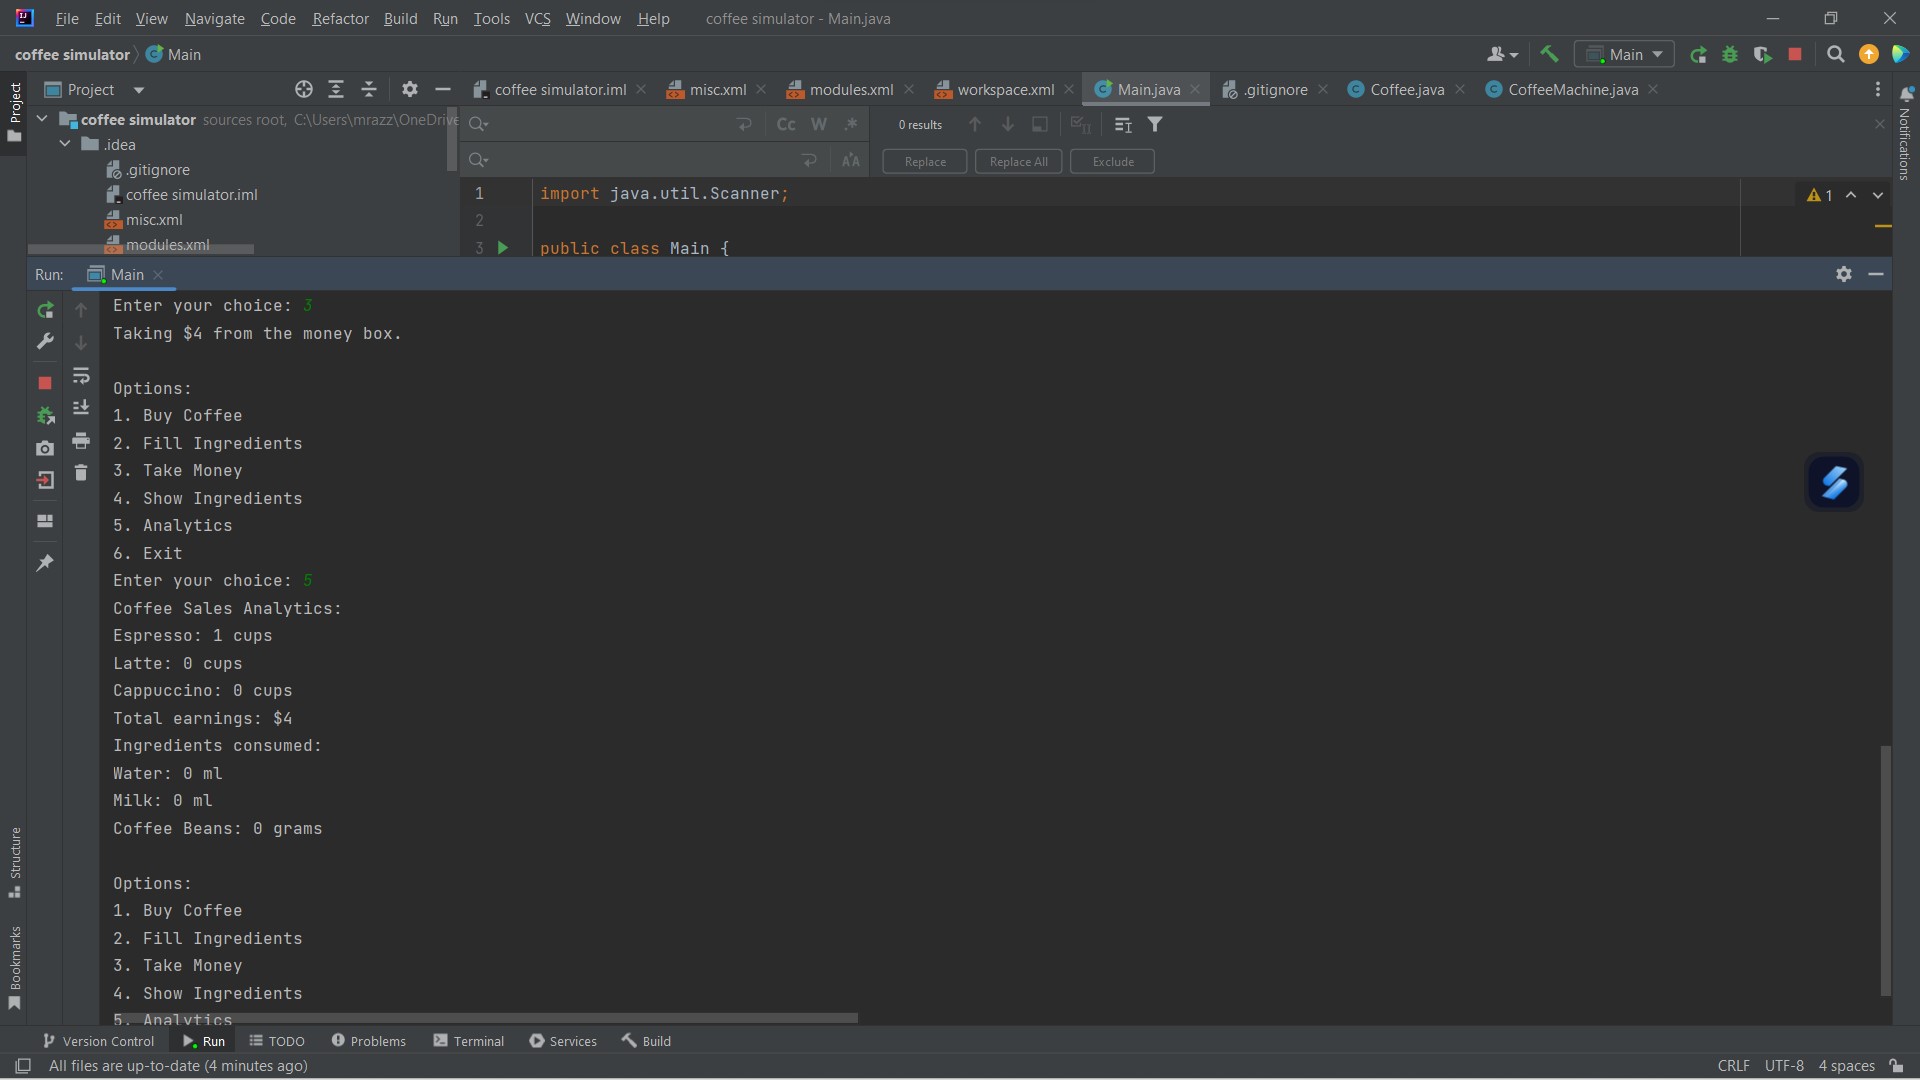 File Edit View Navigate Code Refactor Build Run Tools VCS Window Help coffee simulator - Main.java
coffee simulator Main
Main
Project
coffee simulator.iml misc.xml modules.xml workspace.xml Main.java .gitignore Coffee.java CoffeeMachine.java
coffee simulator sources root, C:\Users\mrazz\OneDrive
.idea
.gitignore
coffee simulator.iml
misc.xml
modules.xml
Cc W .* 0 results
Replace Replace All Exclude
1 import java.util.Scanner;
2
3 public class Main {
1
Project
Notifications
Run: Main
Enter your choice: 3
Taking $4 from the money box.
Options:
1. Buy Coffee
2. Fill Ingredients
3. Take Money
4. Show Ingredients
5. Analytics
6. Exit
Enter your choice: 5
Coffee Sales Analytics:
Espresso: 1 cups
Latte: 0 cups
Cappuccino: 0 cups
Total earnings: $4
Ingredients consumed:
Water: 0 ml
Milk: 0 ml
Coffee Beans: 0 grams
Options:
1. Buy Coffee
2. Fill Ingredients
3. Take Money
4. Show Ingredients
5. Analytics
Structure
Bookmarks
Version Control Run TODO Problems Terminal Services Build
All files are up-to-date (4 minutes ago) CRLF UTF-8 4 spaces